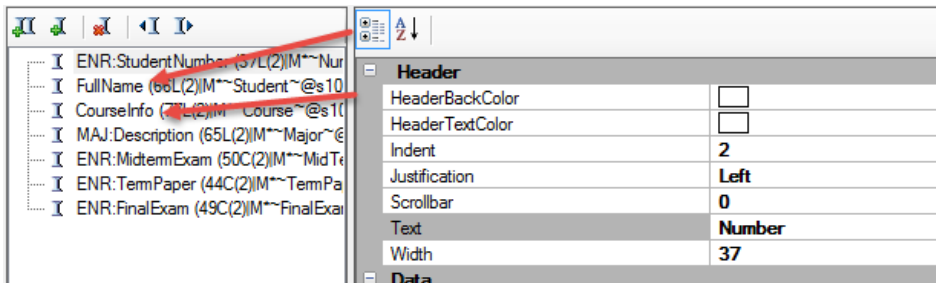 ENR:StudentNumber (37L(2)|M*~Nur
FullName (66L(2)|M*~Student~@s10
CourseInfo (77L(2)|M*~Course~@s10
MAJ:Description (65L(2)|M*~Major~@
ENR:MidtermExam (50C(2)|M*~MidTe
ENR:TermPaper (44C(2)|M*~TermPa
ENR:FinalExam (49C(2)|M*~FinalExar
Header
HeaderBackColor
HeaderTextColor
Indent 2
Justification Left
Scrollbar 0
Text Number
Width 37
Data